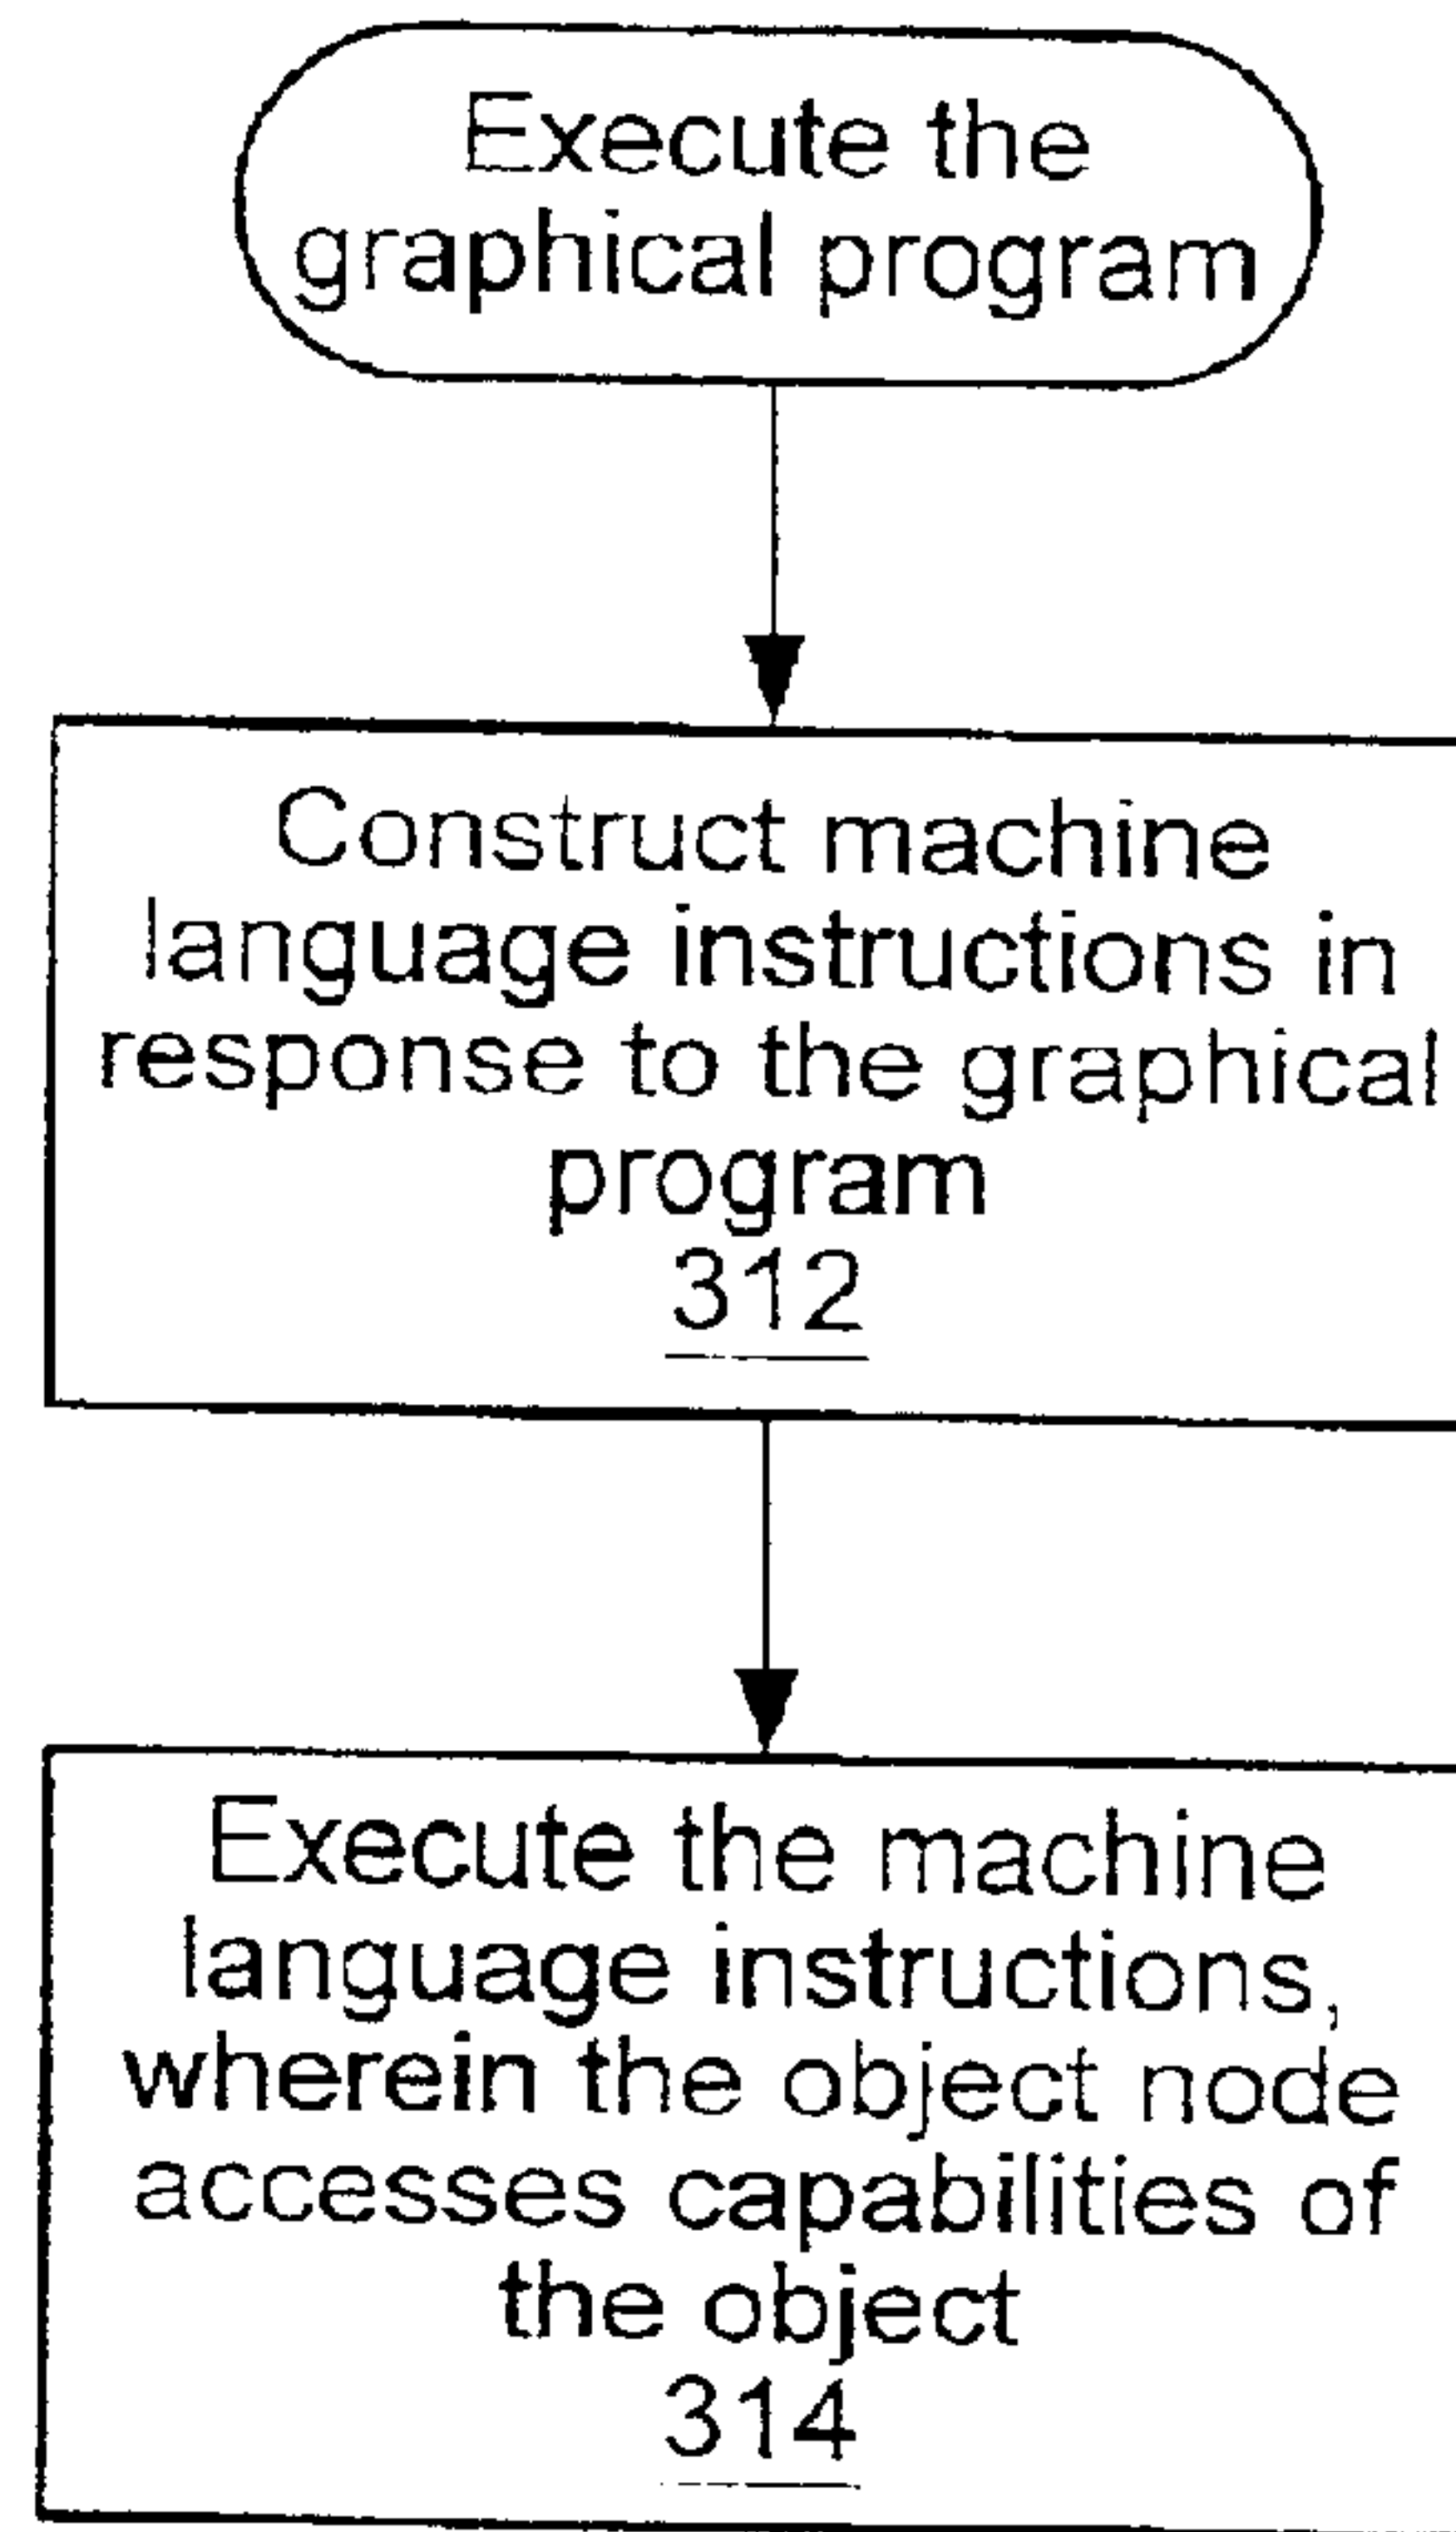 Execute the
graphical program
Construct machine
language instructions in
response to the graphical
program
312
Execute the machine
language instructions,
wherein the object node
accesses capabilities of
the object
314